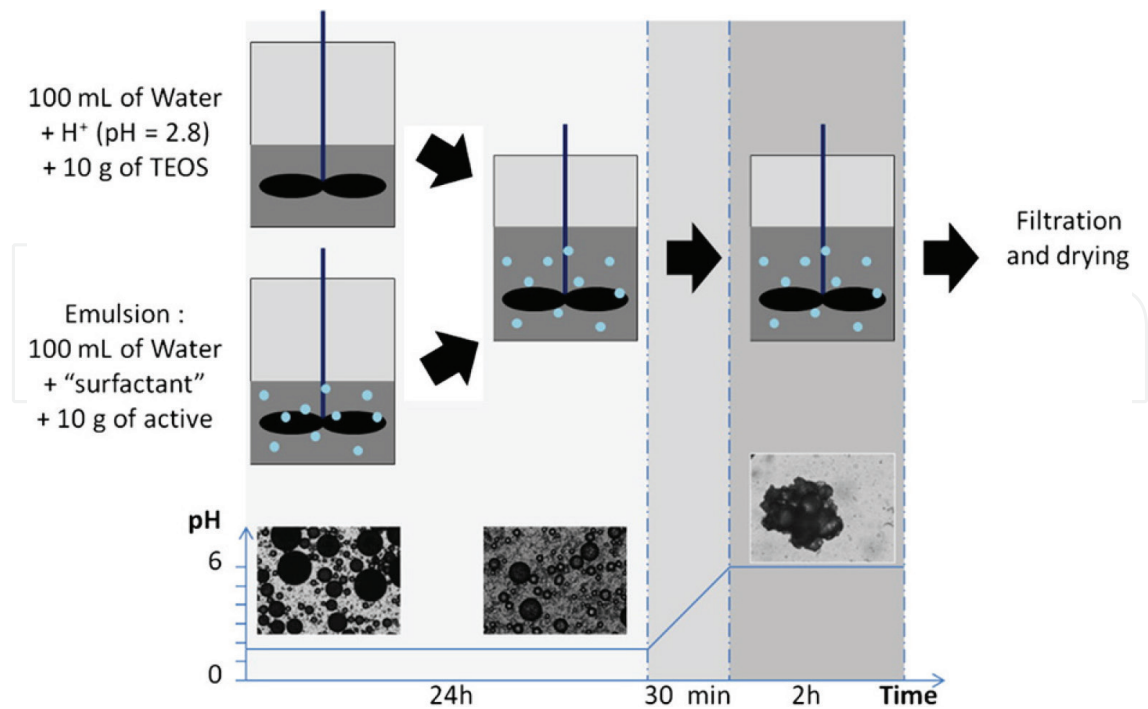 100 mL of Water
+ H⁺ (pH = 2.8)
+ 10 g of TEOS
Emulsion :
100 mL of Water
+ “surfactant”
+ 10 g of active
Filtration
and drying
pH
6
0
24h
30 min
2h
Time